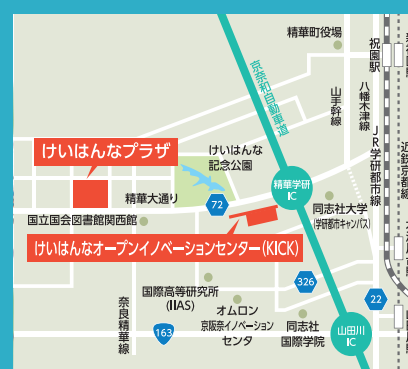 精華町役場
祝園駅
京奈和自動車道
山手幹線
八幡木津線
JR学研都市線
近鉄京都線
けいはんなプラザ
けいはんな
記念公園
精華学研
IC
精華大通り
72
国立国会図書館関西館
同志社大学
(学研都市キャンパス)
けいはんなオープンイノベーションセンター(KICK)
326
国際高等研究所
(IIAS)
オムロン
京阪奈イノベーション
センタ
同志社
国際学院
22
山田川
IC
奈良精華線
163